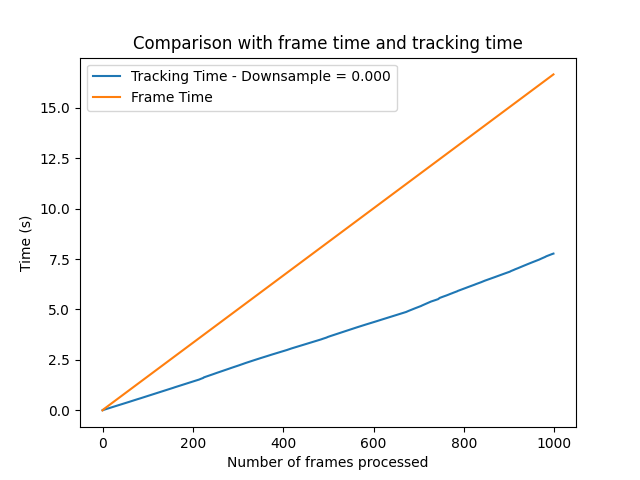 Comparison with frame time and tracking time
Tracking Time - Downsample = 0.000
Frame Time
15.0
12.5
10.0
7.5
5.0
2.5
0.0
Time (s)
0 200 400 600 800 1000
Number of frames processed